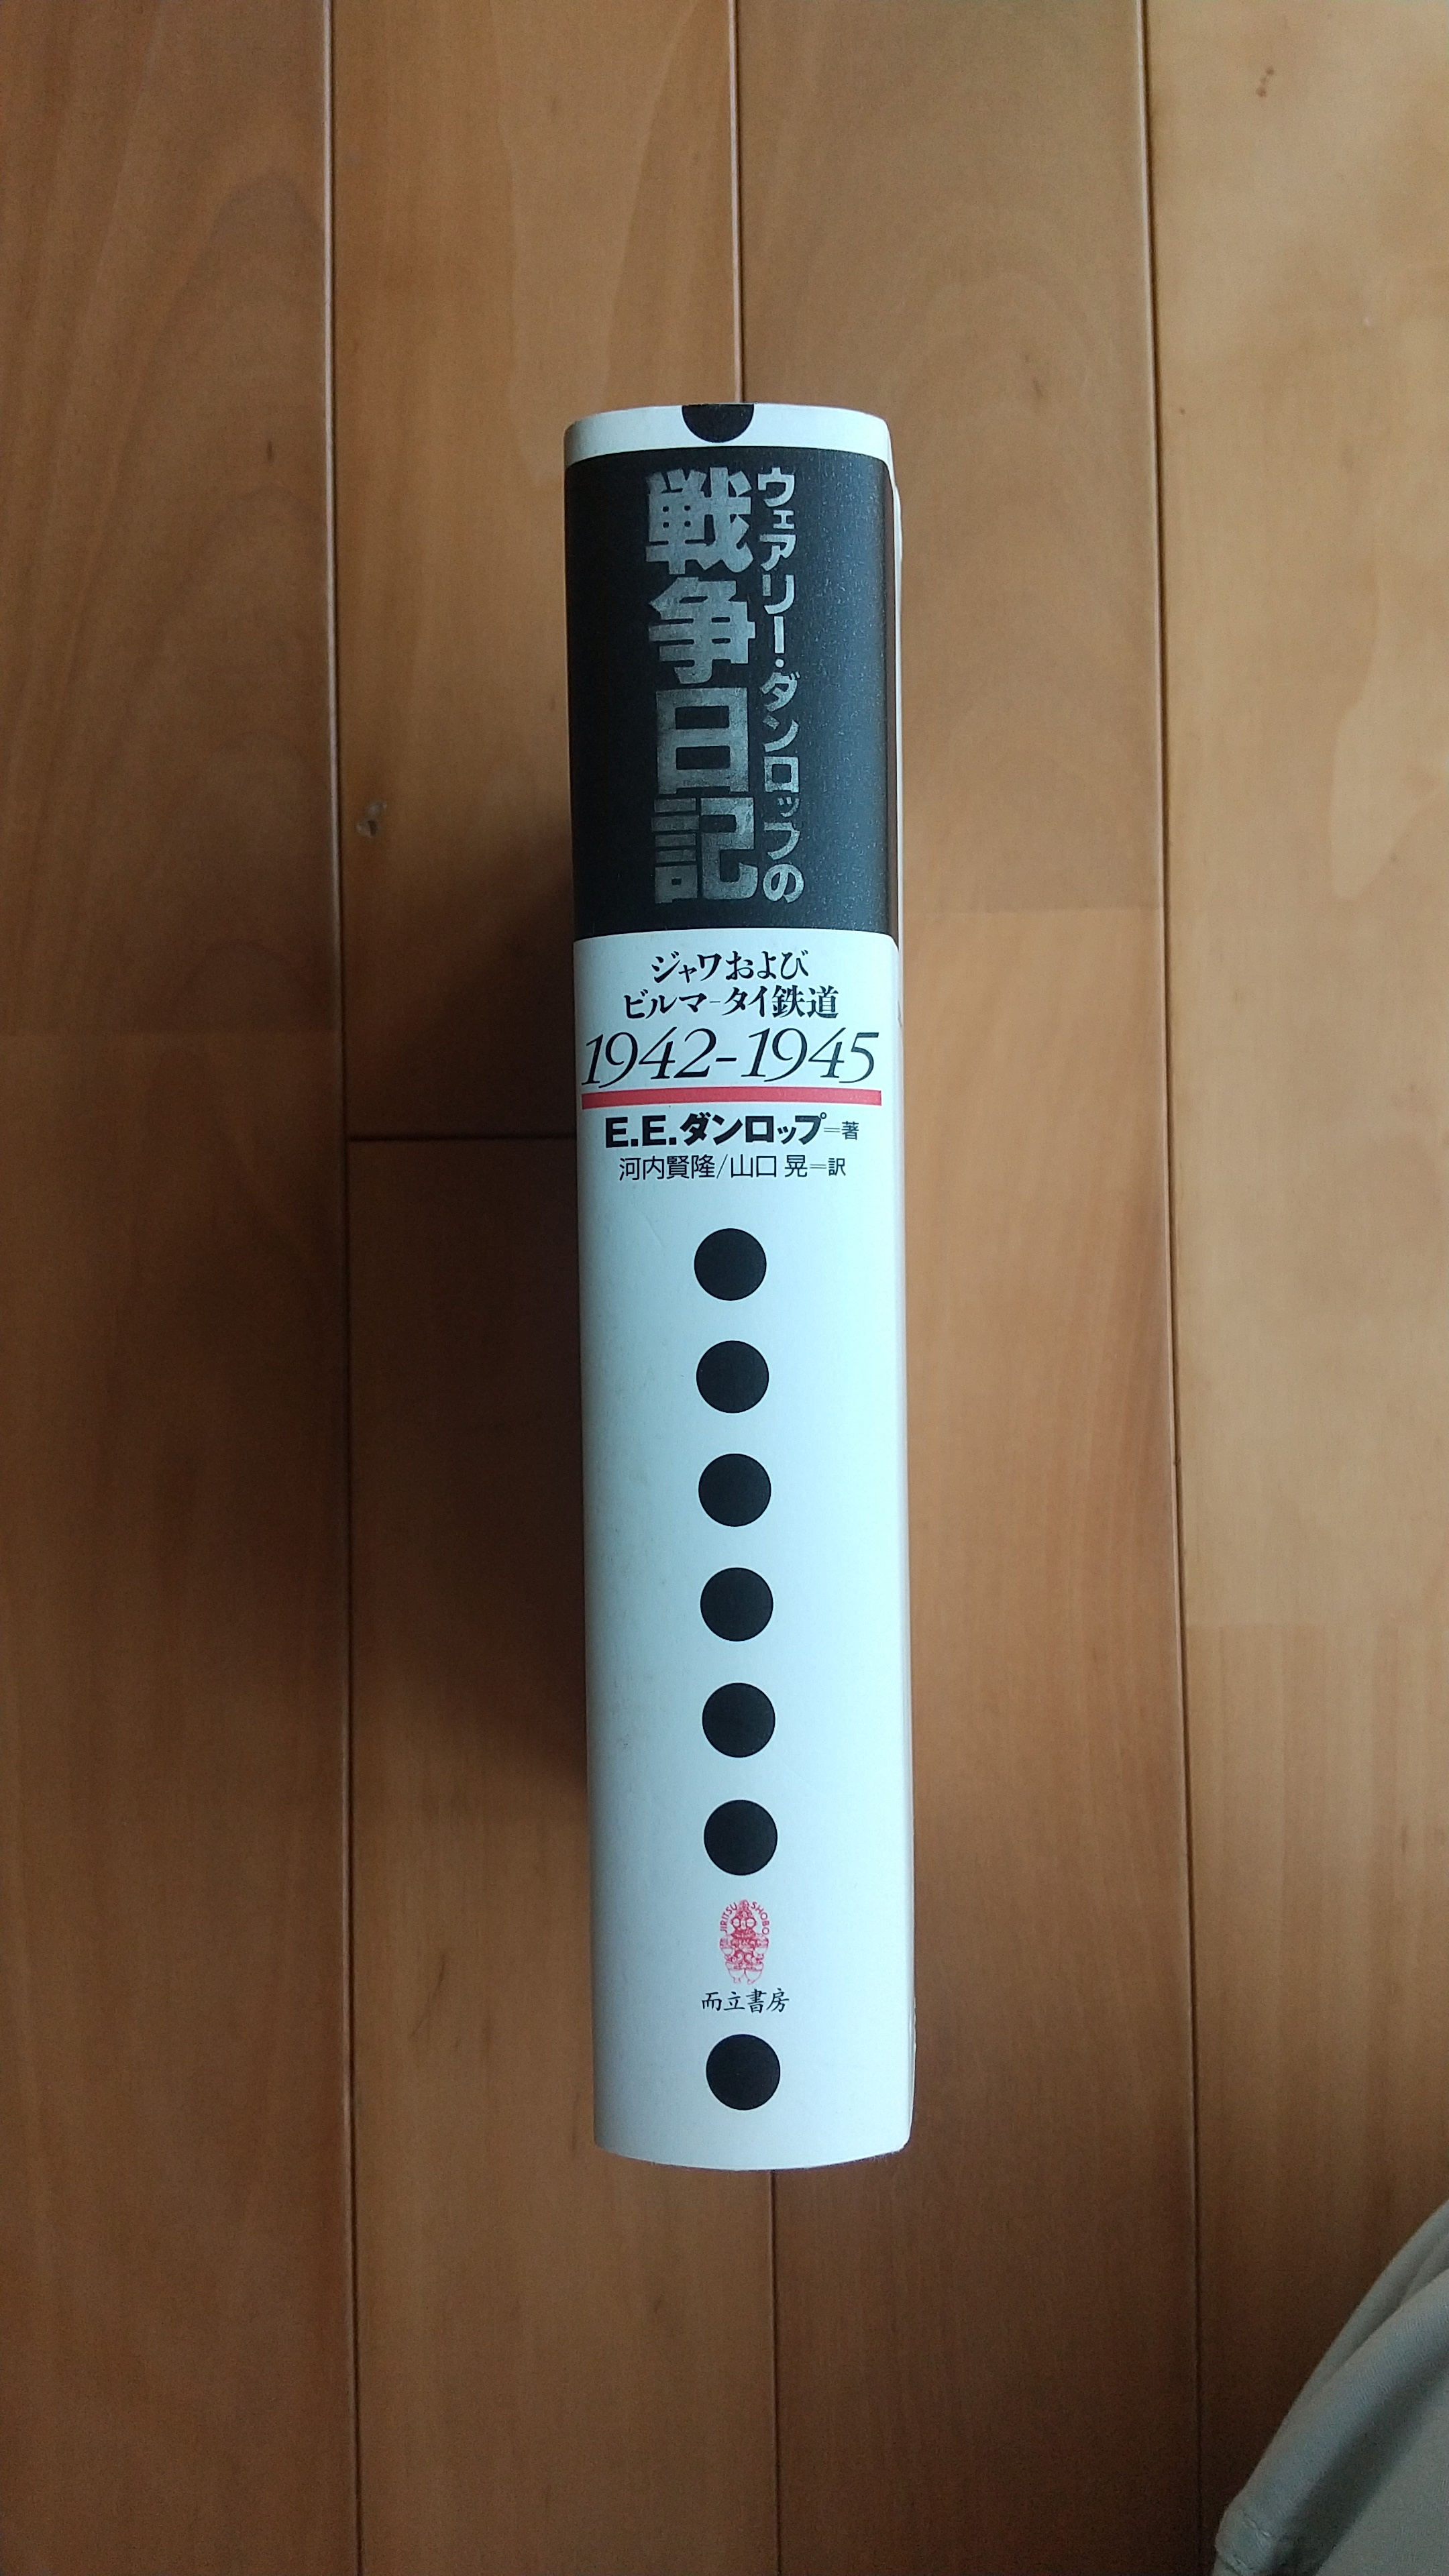 ウェアリー・ダンロップの
戦争日記
ジャワおよび
ビルマ-タイ鉄道
1942-1945
E.E.ダンロップ=著
河内賢隆/山口 晃=訳
JIRITSU SHOBO
而立書房